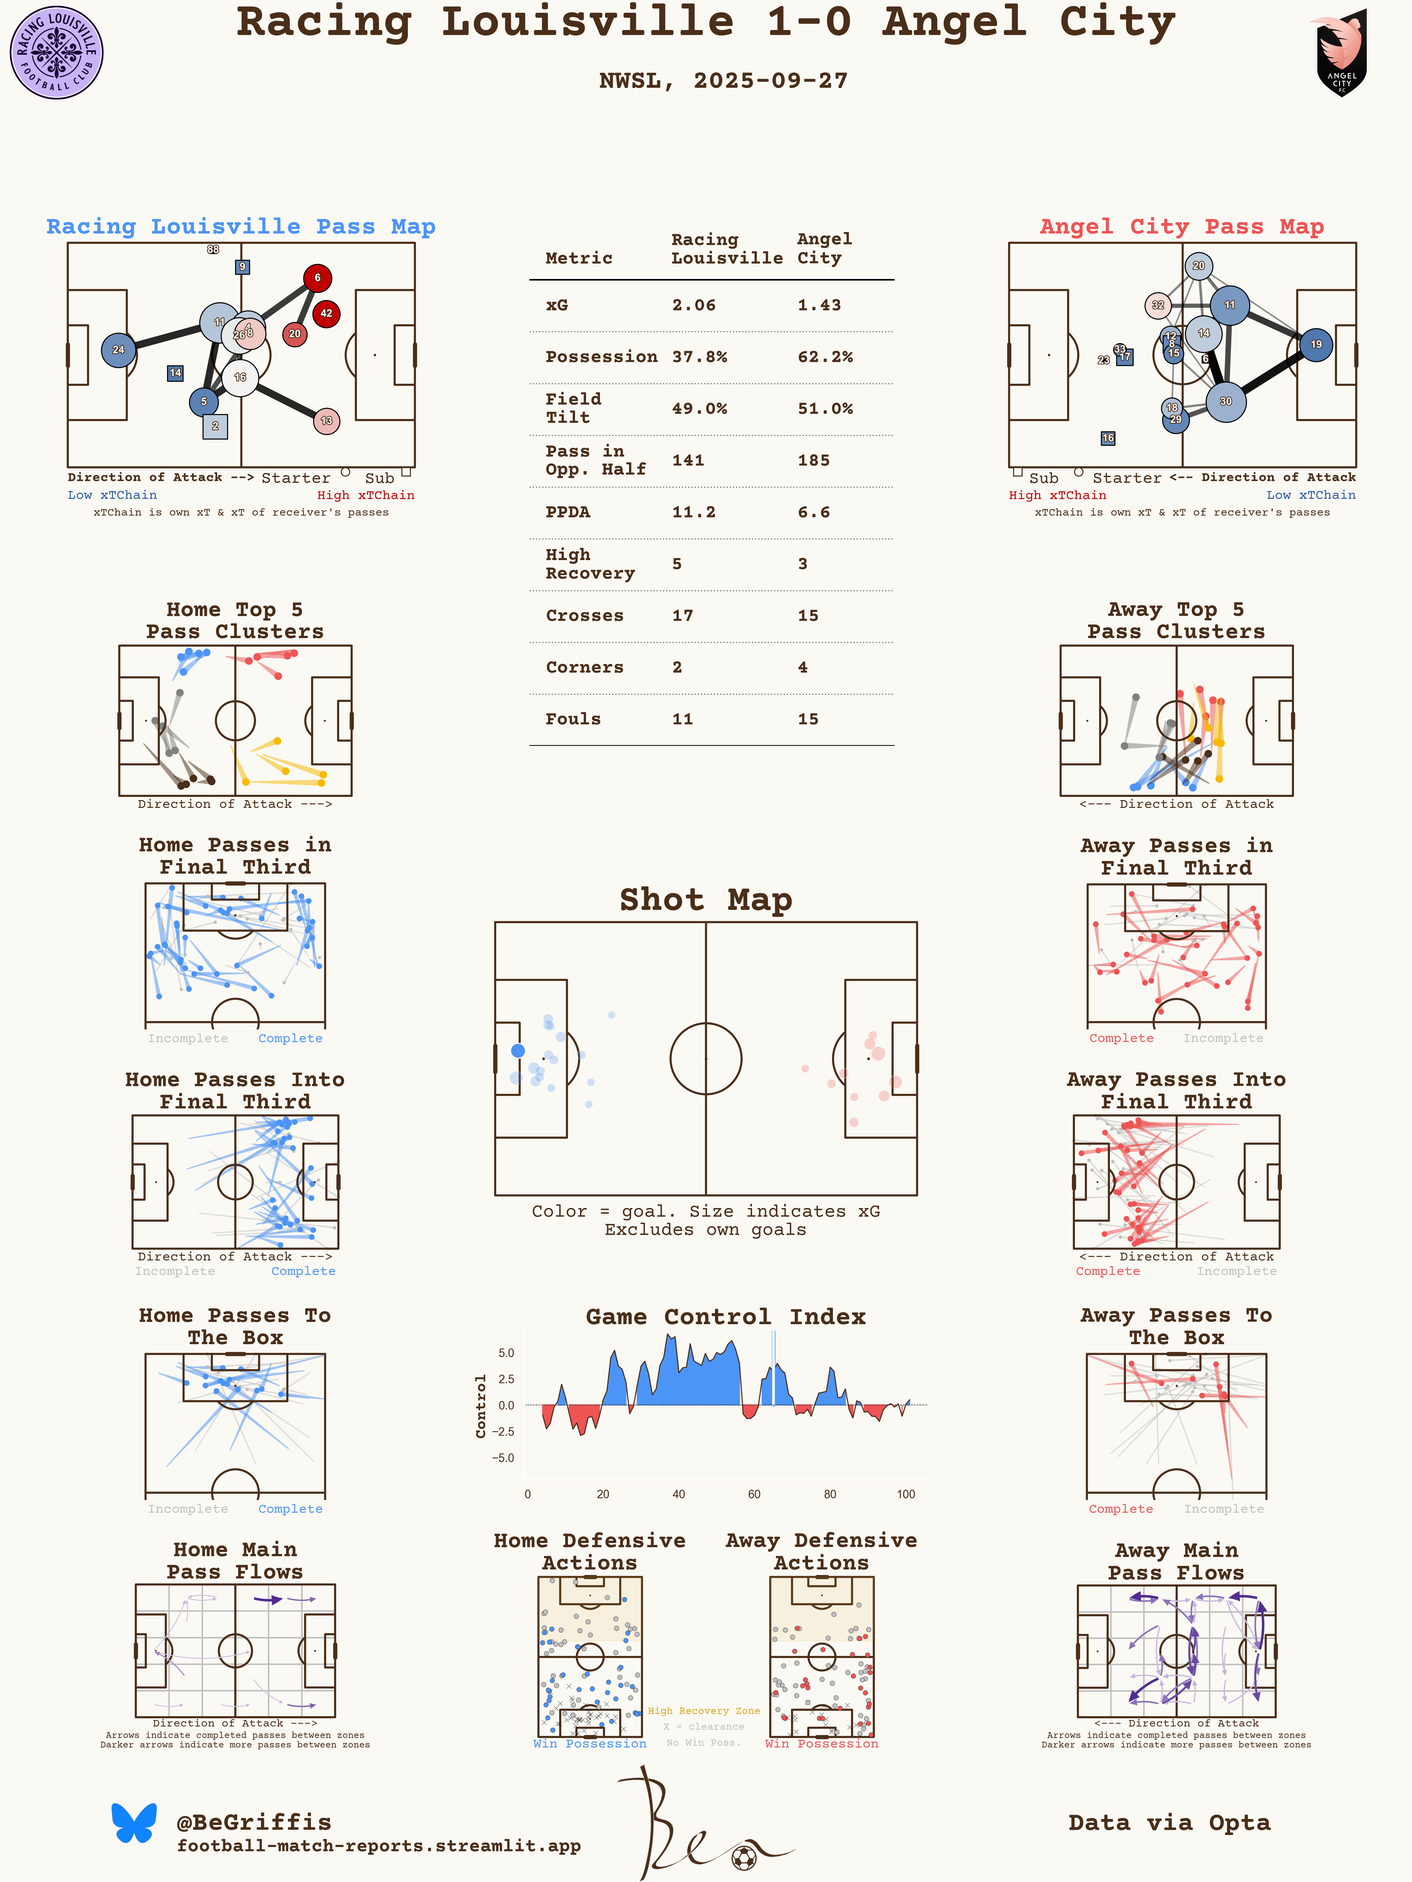 Racing Louisville 1-0 Angel City
NWSL, 2025-09-27
RACING LOUISVILLE
FOOTBALL CLUB
ANGEL
CITY
FC
Racing Louisville Pass Map
88
9
6
42
11
4
26
8
20
24
14
16
5
2
13
Direction of Attack --> Starter Sub
Low xTChain High xTChain
xTChain is own xT & xT of receiver's passes
Metric Racing Louisville Angel City
xG 2.06 1.43
Possession 37.8% 62.2%
Field Tilt 49.0% 51.0%
Pass in Opp. Half 141 185
PPDA 11.2 6.6
High Recovery 5 3
Crosses 17 15
Corners 2 4
Fouls 11 15
Angel City Pass Map
20
32
11
14
12
8
15
33
23
17
6
19
30
18
29
16
Sub Starter <-- Direction of Attack
High xTChain Low xTChain
xTChain is own xT & xT of receiver's passes
Home Top 5
Pass Clusters
Direction of Attack --->
Away Top 5
Pass Clusters
<--- Direction of Attack
Home Passes in
Final Third
Incomplete Complete
Away Passes in
Final Third
Complete Incomplete
Shot Map
Color = goal. Size indicates xG
Excludes own goals
Home Passes Into
Final Third
Direction of Attack --->
Incomplete Complete
Away Passes Into
Final Third
<--- Direction of Attack
Complete Incomplete
Home Passes To
The Box
Incomplete Complete
Game Control Index
Control
5.0
2.5
0.0
−2.5
−5.0
0 20 40 60 80 100
Away Passes To
The Box
Complete Incomplete
Home Main
Pass Flows
Direction of Attack --->
Arrows indicate completed passes between zones
Darker arrows indicate more passes between zones
Home Defensive
Actions
Win Possession
High Recovery Zone
X = clearance
No Win Poss.
Away Defensive
Actions
Win Possession
Away Main
Pass Flows
<--- Direction of Attack
Arrows indicate completed passes between zones
Darker arrows indicate more passes between zones
@BeGriffis
football-match-reports.streamlit.app
Ben
Data via Opta